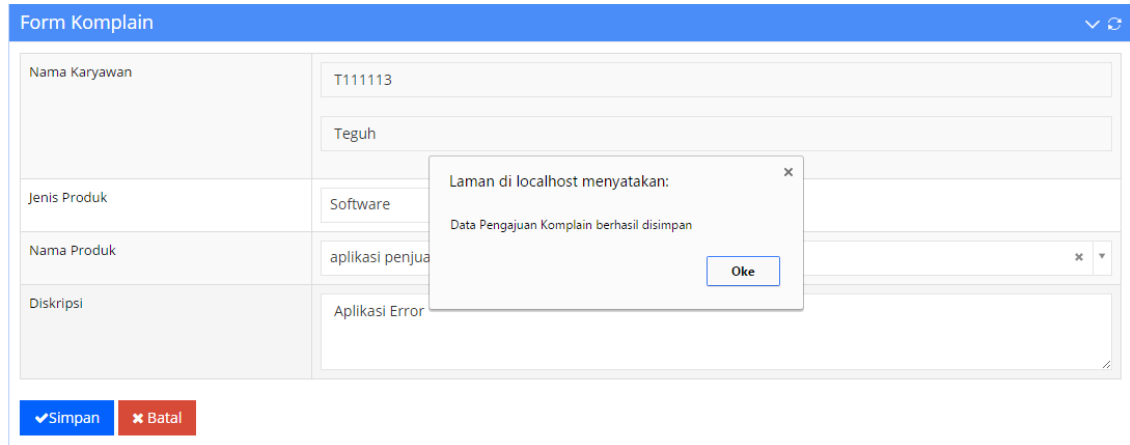 Form Komplain
Nama Karyawan
T111113
Teguh
Laman di localhost menyatakan:
Jenis Produk
Software
Data Pengajuan Komplain berhasil disimpan
Nama Produk
aplikasi penjua
Oke
Diskripsi
Aplikasi Error
Simpan
Batal